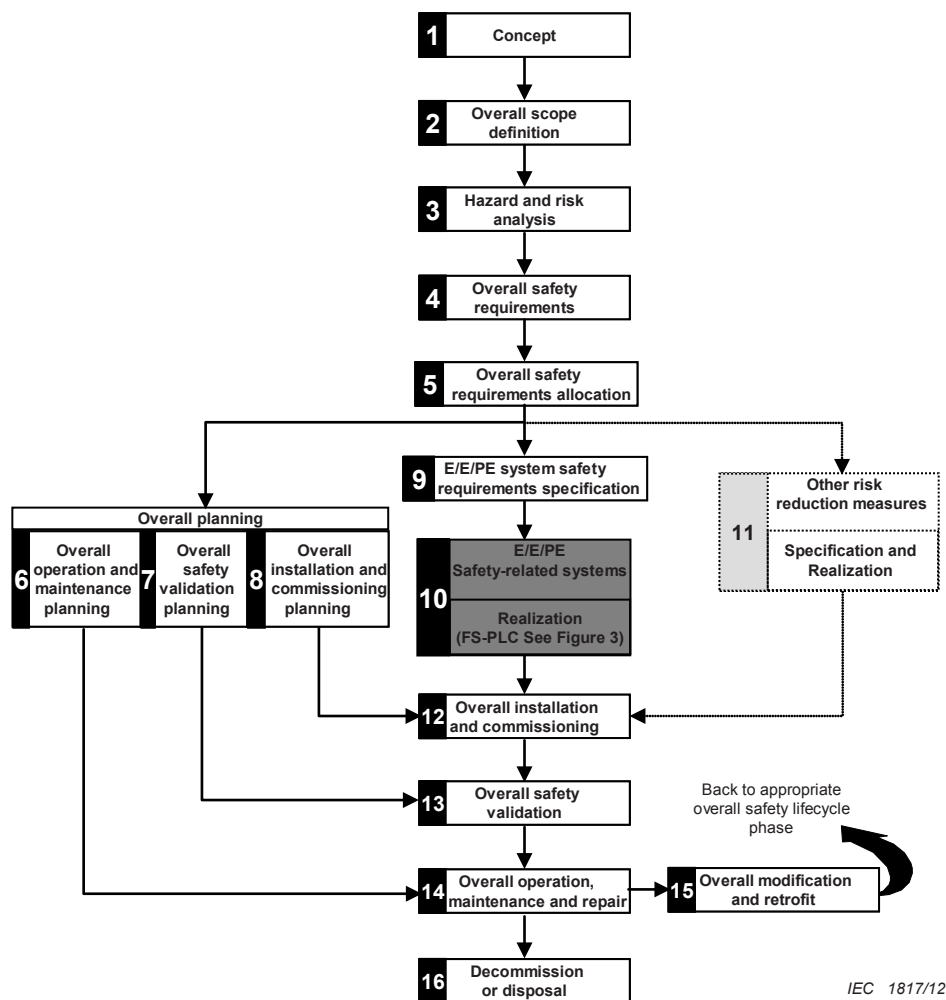 1
Concept
2
Overall scope
definition
3
Hazard and risk
analysis
4
Overall safety
requirements
5
Overall safety
requirements allocation
9
E/E/PE system safety
requirements specification
11
Other risk
reduction measures
Specification and
Realization
Overall planning
6
Overall
operation and
maintenance
planning
7
Overall
safety
validation
planning
8
Overall
installation and
commissioning
planning
10
E/E/PE
Safety-related systems
Realization
(FS-PLC See Figure 3)
12
Overall installation
and commissioning
13
Overall safety
validation
Back to appropriate
overall safety lifecycle
phase
14
Overall operation,
maintenance and repair
15
Overall modification
and retrofit
16
Decommission
or disposal
IEC 1817/12